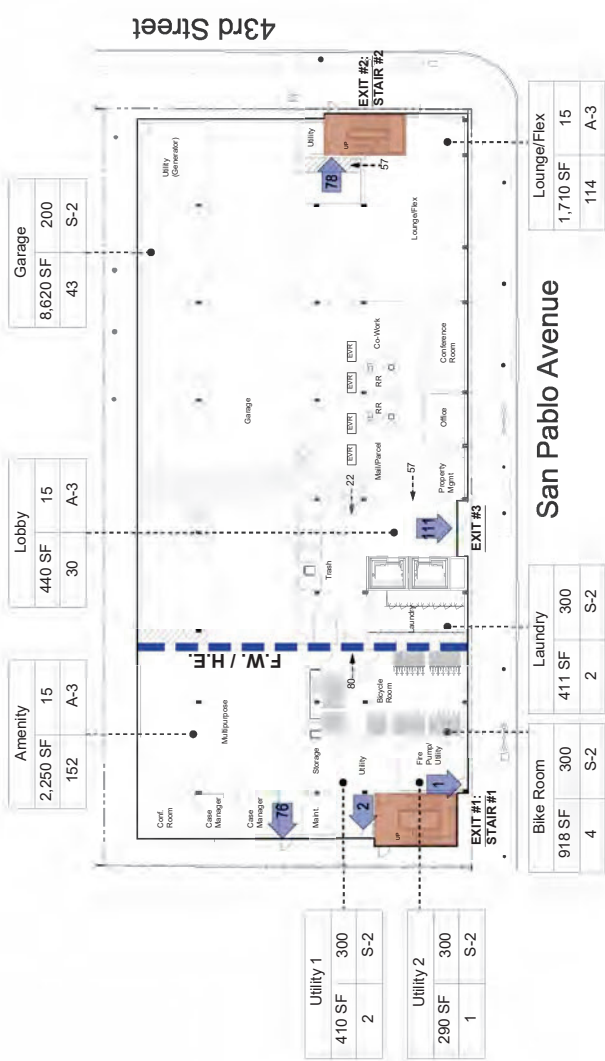 43rd Street
Garage
8,620 SF 200
43 S-2
Lobby
440 SF 15
30 A-3
Amenity
2,250 SF 15
152 A-3
Utility
(Generator)
Utility
UP
EXIT #2:
STAIR #2
78
57
Lounge/Flex
Garage
EVR
EVR
EVR
EVR
Co-Work
RR
RR
Conference
Room
Office
Mail/Parcel
Property
Mgmt
22
57
111
EXIT #3
Trash
Laundry
F.W. / H.E.
80
Multipurpose
Storage
Bicycle
Room
Utility
Fire
Pump/
Utility
Conf.
Room
Case
Manager
Case
Manager
Maint.
76
2
1
UP
EXIT #1:
STAIR #1
San Pablo Avenue
Lounge/Flex
1,710 SF 15
114 A-3
Laundry
411 SF 300
2 S-2
Bike Room
918 SF 300
4 S-2
Utility 1
410 SF 300
2 S-2
Utility 2
290 SF 300
1 S-2